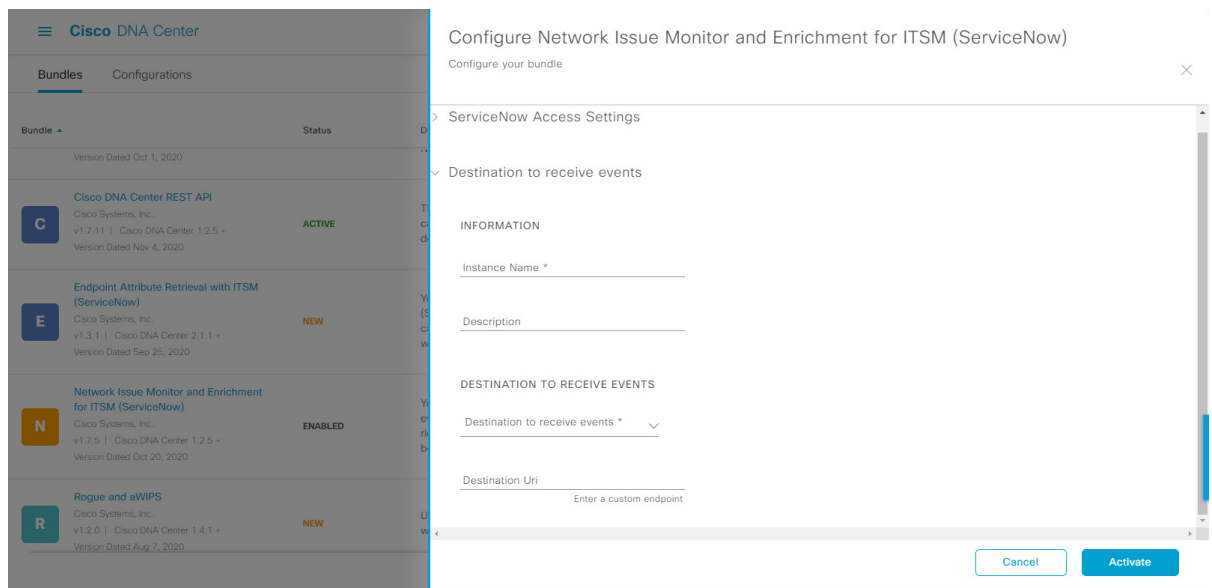 Cisco DNA Center
Bundles Configurations
Bundle Status
Version Dated Oct 1, 2020
C
Cisco DNA Center REST API
Cisco Systems, Inc.
v1.7.11 | Cisco DNA Center 1.2.5 +
Version Dated Nov 4, 2020
ACTIVE
E
Endpoint Attribute Retrieval with ITSM
(ServiceNow)
Cisco Systems, Inc.
v1.3.1 | Cisco DNA Center 2.1.1 +
Version Dated Sep 25, 2020
NEW
N
Network Issue Monitor and Enrichment
for ITSM (ServiceNow)
Cisco Systems, Inc.
v1.7.5 | Cisco DNA Center 1.2.5 +
Version Dated Oct 20, 2020
ENABLED
R
Rogue and aWIPS
Cisco Systems, Inc.
v1.2.0 | Cisco DNA Center 1.4.1 +
Version Dated Aug 7, 2020
NEW
Configure Network Issue Monitor and Enrichment for ITSM (ServiceNow)
Configure your bundle
ServiceNow Access Settings
Destination to receive events
INFORMATION
Instance Name *
Description
DESTINATION TO RECEIVE EVENTS
Destination to receive events *
Destination Uri
Enter a custom endpoint
Cancel Activate